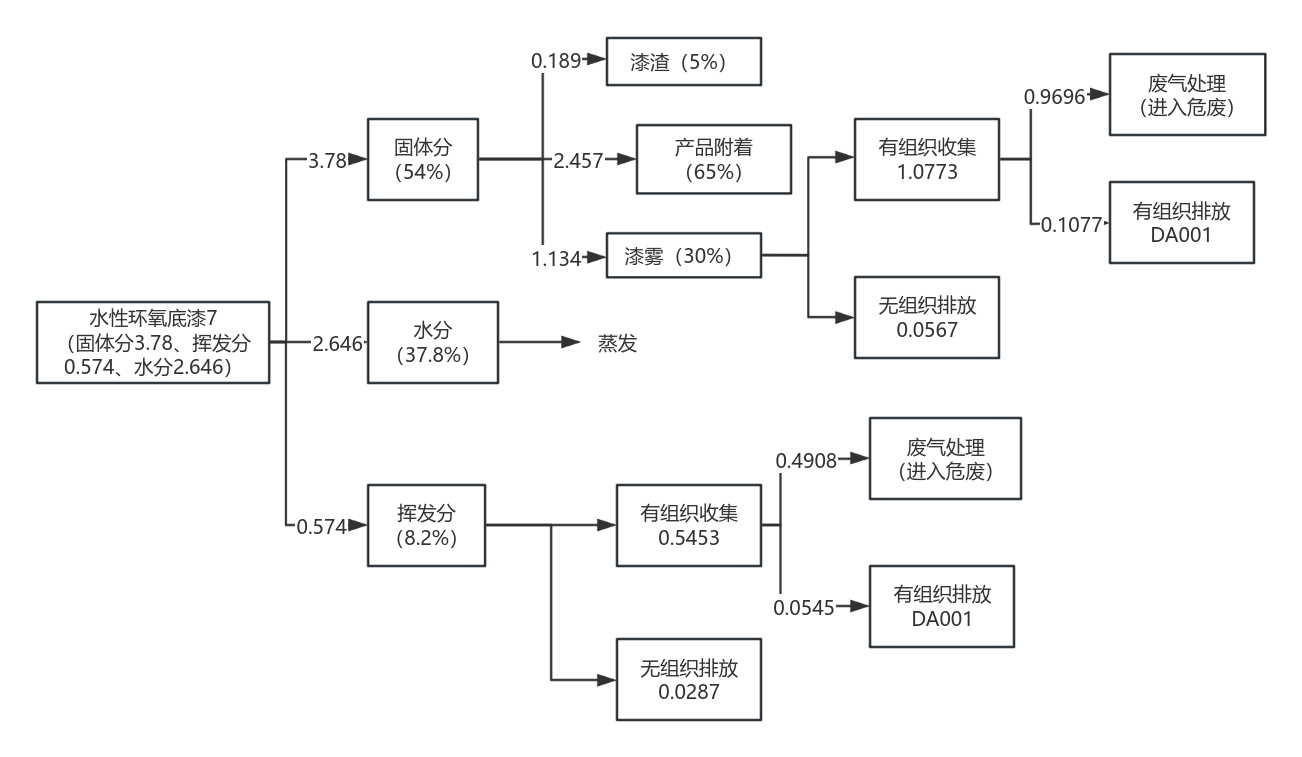 0.189
漆渣（5%）
废气处理
（进入危废）
0.9696
固体分
（54%）
3.78
产品附着
（65%）
2.457
有组织收集
1.0773
有组织排放
DA001
0.1077
1.134
漆雾（30%）
无组织排放
0.0567
水性环氧底漆7
（固体分3.78、挥发分
0.574、水分2.646）
2.646
水分
（37.8%）
蒸发
废气处理
（进入危废）
0.4908
挥发分
（8.2%）
0.574
有组织收集
0.5453
有组织排放
DA001
0.0545
无组织排放
0.0287